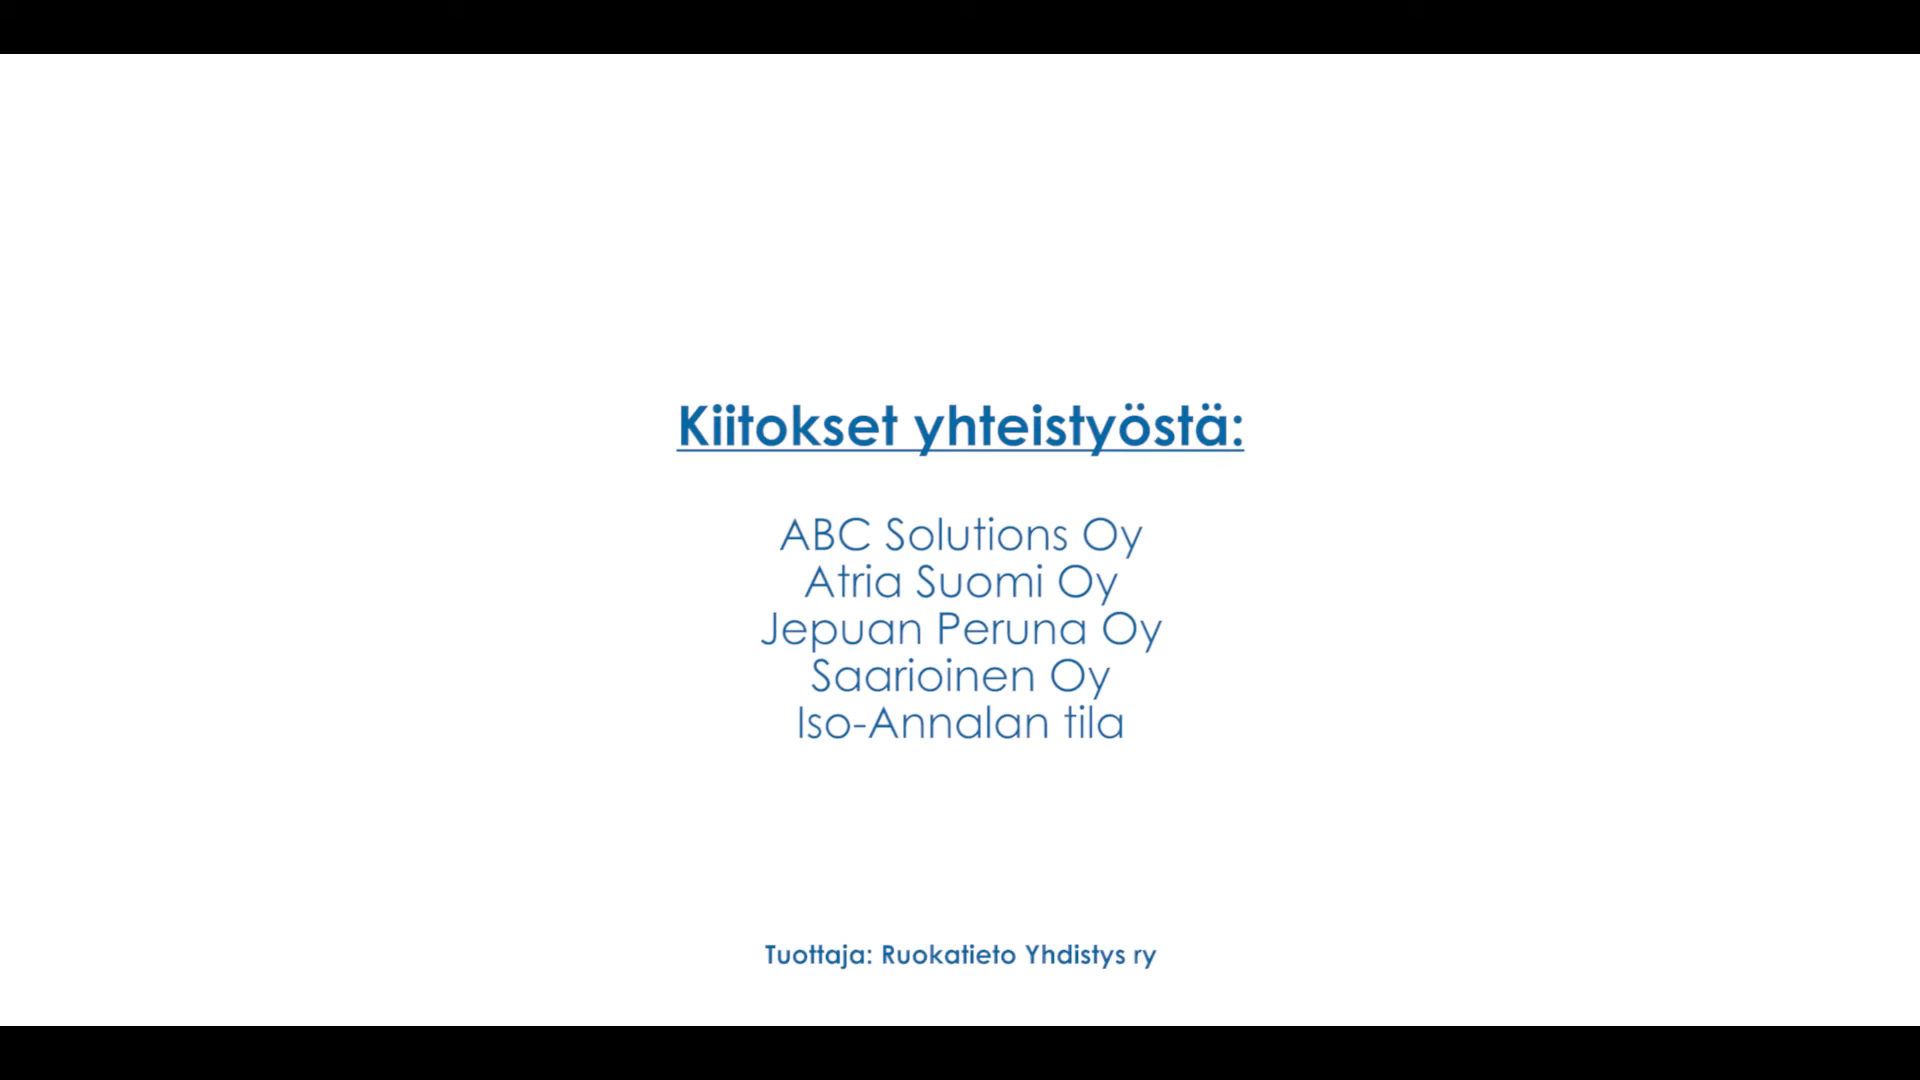 Kiitokset yhteistyöstä:
ABC Solutions Oy
Atria Suomi Oy
Jepuan Peruna Oy
Saarioinen Oy
Iso-Annalan tila
Tuottaja: Ruokatieto Yhdistys ry